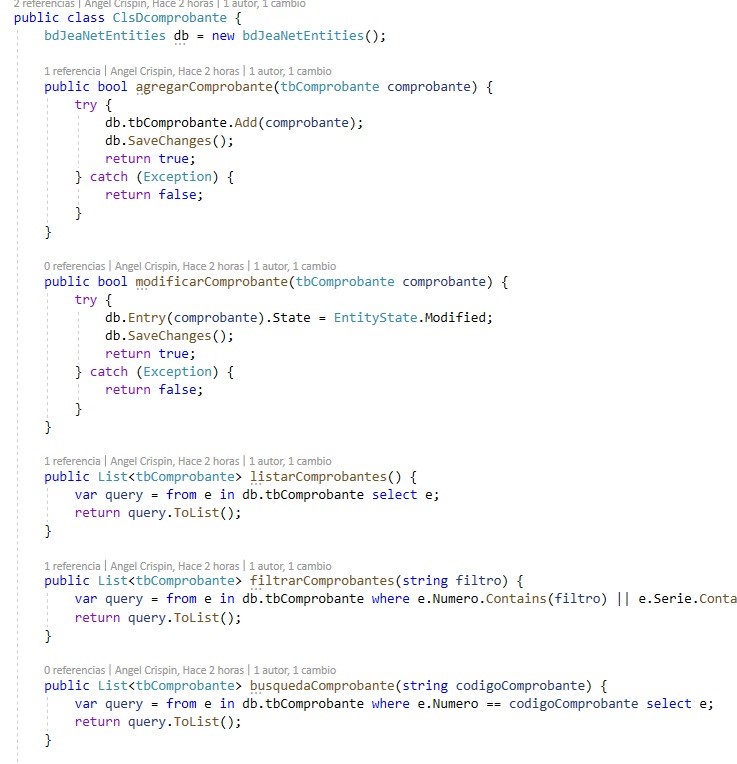 2 referencias | Angel Crispin, Hace 2 horas | 1 autor, 1 cambio
public class ClsDcomprobante {
bdJeaNetEntities db = new bdJeaNetEntities();
1 referencia | Angel Crispin, Hace 2 horas | 1 autor, 1 cambio
public bool agregarComprobante(tbComprobante comprobante) {
try {
db.tbComprobante.Add(comprobante);
db.SaveChanges();
return true;
} catch (Exception) {
return false;
}
}
0 referencias | Angel Crispin, Hace 2 horas | 1 autor, 1 cambio
public bool modificarComprobante(tbComprobante comprobante) {
try {
db.Entry(comprobante).State = EntityState.Modified;
db.SaveChanges();
return true;
} catch (Exception) {
return false;
}
}
1 referencia | Angel Crispin, Hace 2 horas | 1 autor, 1 cambio
public List<tbComprobante> listarComprobantes() {
var query = from e in db.tbComprobante select e;
return query.ToList();
}
1 referencia | Angel Crispin, Hace 2 horas | 1 autor, 1 cambio
public List<tbComprobante> filtrarComprobantes(string filtro) {
var query = from e in db.tbComprobante where e.Numero.Contains(filtro) || e.Serie.Conta
return query.ToList();
}
0 referencias | Angel Crispin, Hace 2 horas | 1 autor, 1 cambio
public List<tbComprobante> busquedaComprobante(string codigoComprobante) {
var query = from e in db.tbComprobante where e.Numero == codigoComprobante select e;
return query.ToList();
}